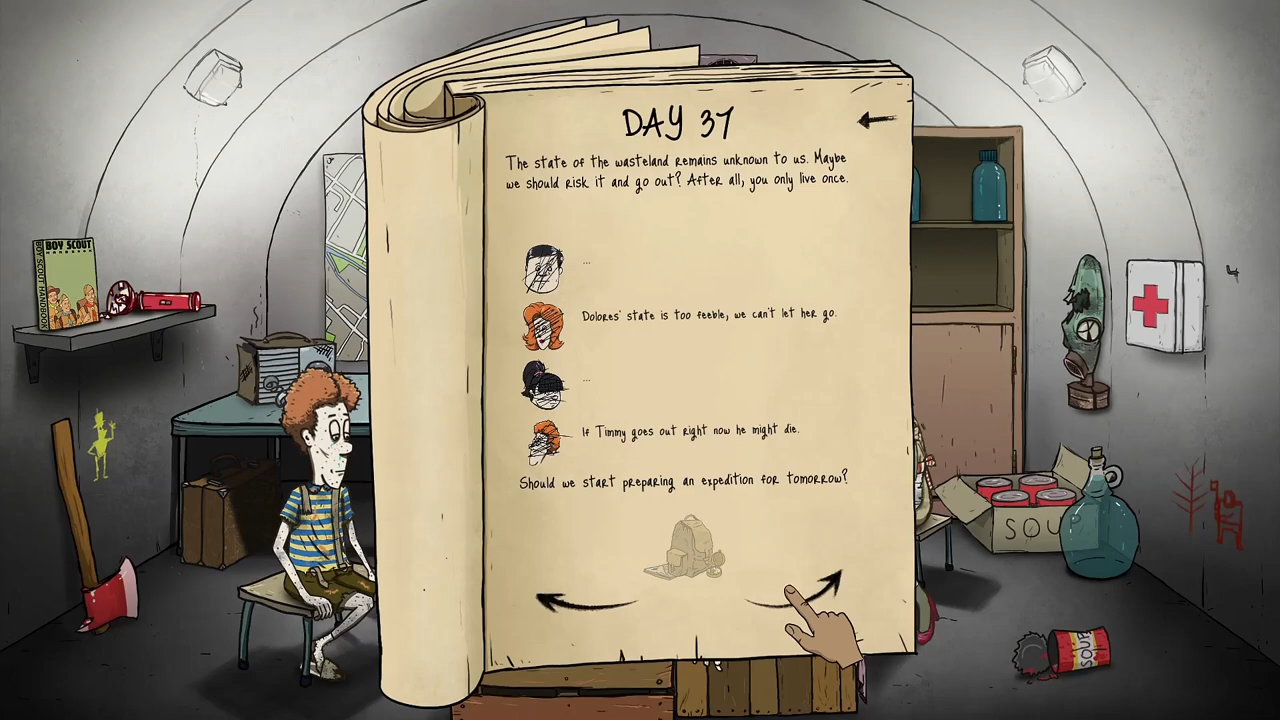 DAY 37
The state of the wasteland remains unknown to us. Maybe
we should risk it and go out? After all, you only live once.
...
Dolores' state is too feeble, we can't let her go.
...
If Timmy goes out right now he might die.
Should we start preparing an expedition for tomorrow?
BOY SCOUT
BOY SCOUT HANDBOOK
SOUP
SOUP